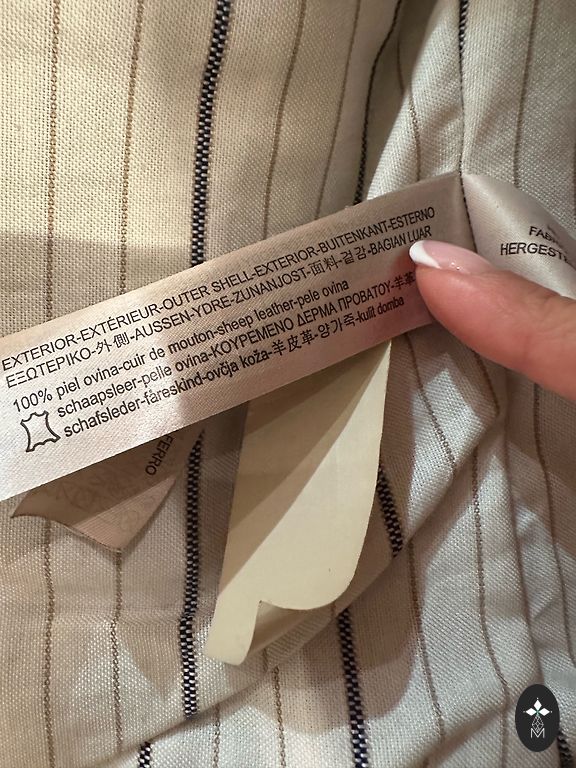 EXTERIOR-EXTÉRIEUR-OUTER SHELL-EXTERIOR-BUITENKANT-ESTERNO
ΕΞΩΤΕΡΙΚΟ-外 側-AUSSEN-YDRE-ZUNANJOST-面料-겉감-BAGIAN LUAR
100% piel ovina-cuir de mouton-sheep leather-pele ovina
schaapsleer-pelle ovina-ΚΟΥΡΕΜΕΝΟ ΔΕΡΜΑ ΠΡΟΒΑΤΟΥ-羊
schafsleder-fåreskind-ovčja koža-羊皮革-양가죽-kulit domba
FERRO
HERGESTE
M